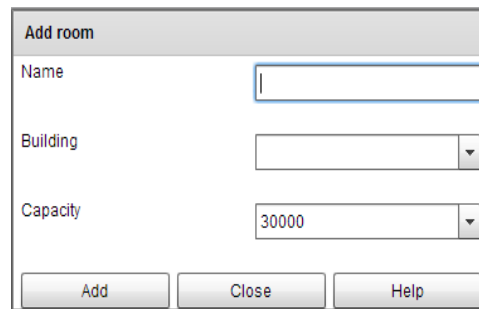 Add room
Name
Building
Capacity 30000
Add Close Help